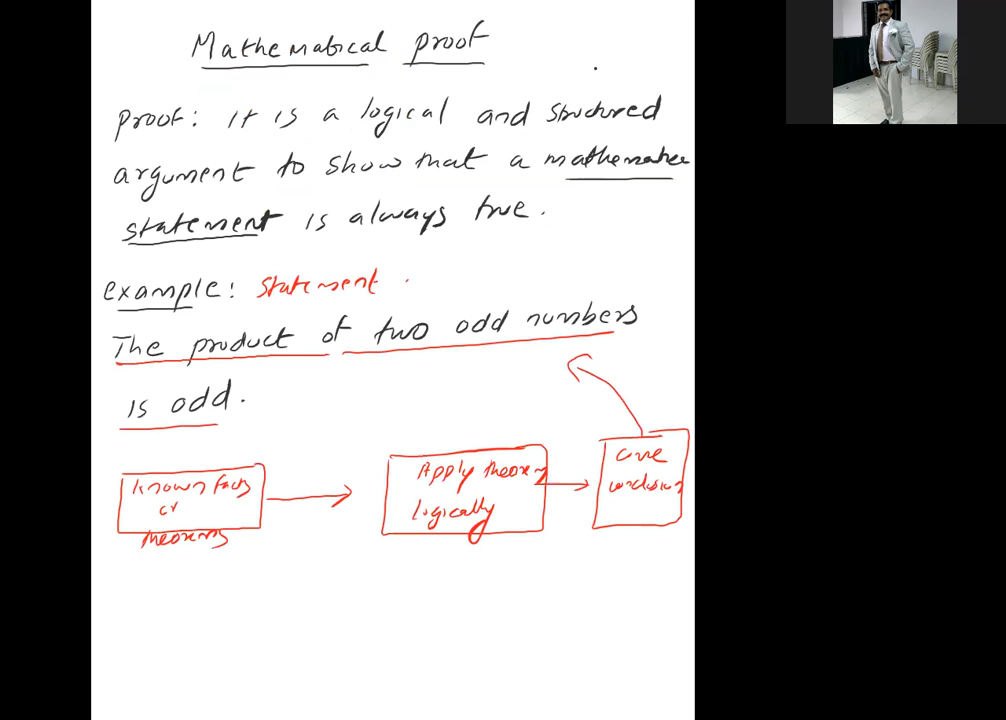 Mathematical proof
proof: it is a logical and structured
argument to show that a mathematic
statement is always true.
example: statement
The product of two odd numbers
is odd.
known facts
or
theorems
Apply theorem
logically
Give
conclusion